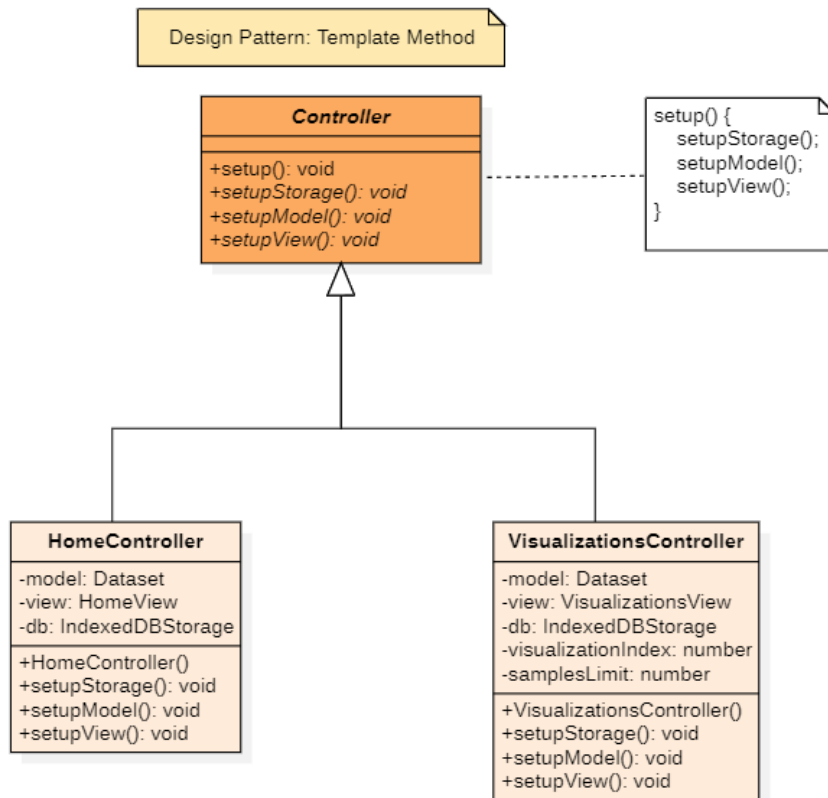 Design Pattern: Template Method
Controller
+setup(): void
+setupStorage(): void
+setupModel(): void
+setupView(): void
setup() {
setupStorage();
setupModel();
setupView();
}
HomeController
-model: Dataset
-view: HomeView
-db: IndexedDBStorage
+HomeController()
+setupStorage(): void
+setupModel(): void
+setupView(): void
VisualizationsController
-model: Dataset
-view: VisualizationsView
-db: IndexedDBStorage
-visualizationIndex: number
-samplesLimit: number
+VisualizationsController()
+setupStorage(): void
+setupModel(): void
+setupView(): void